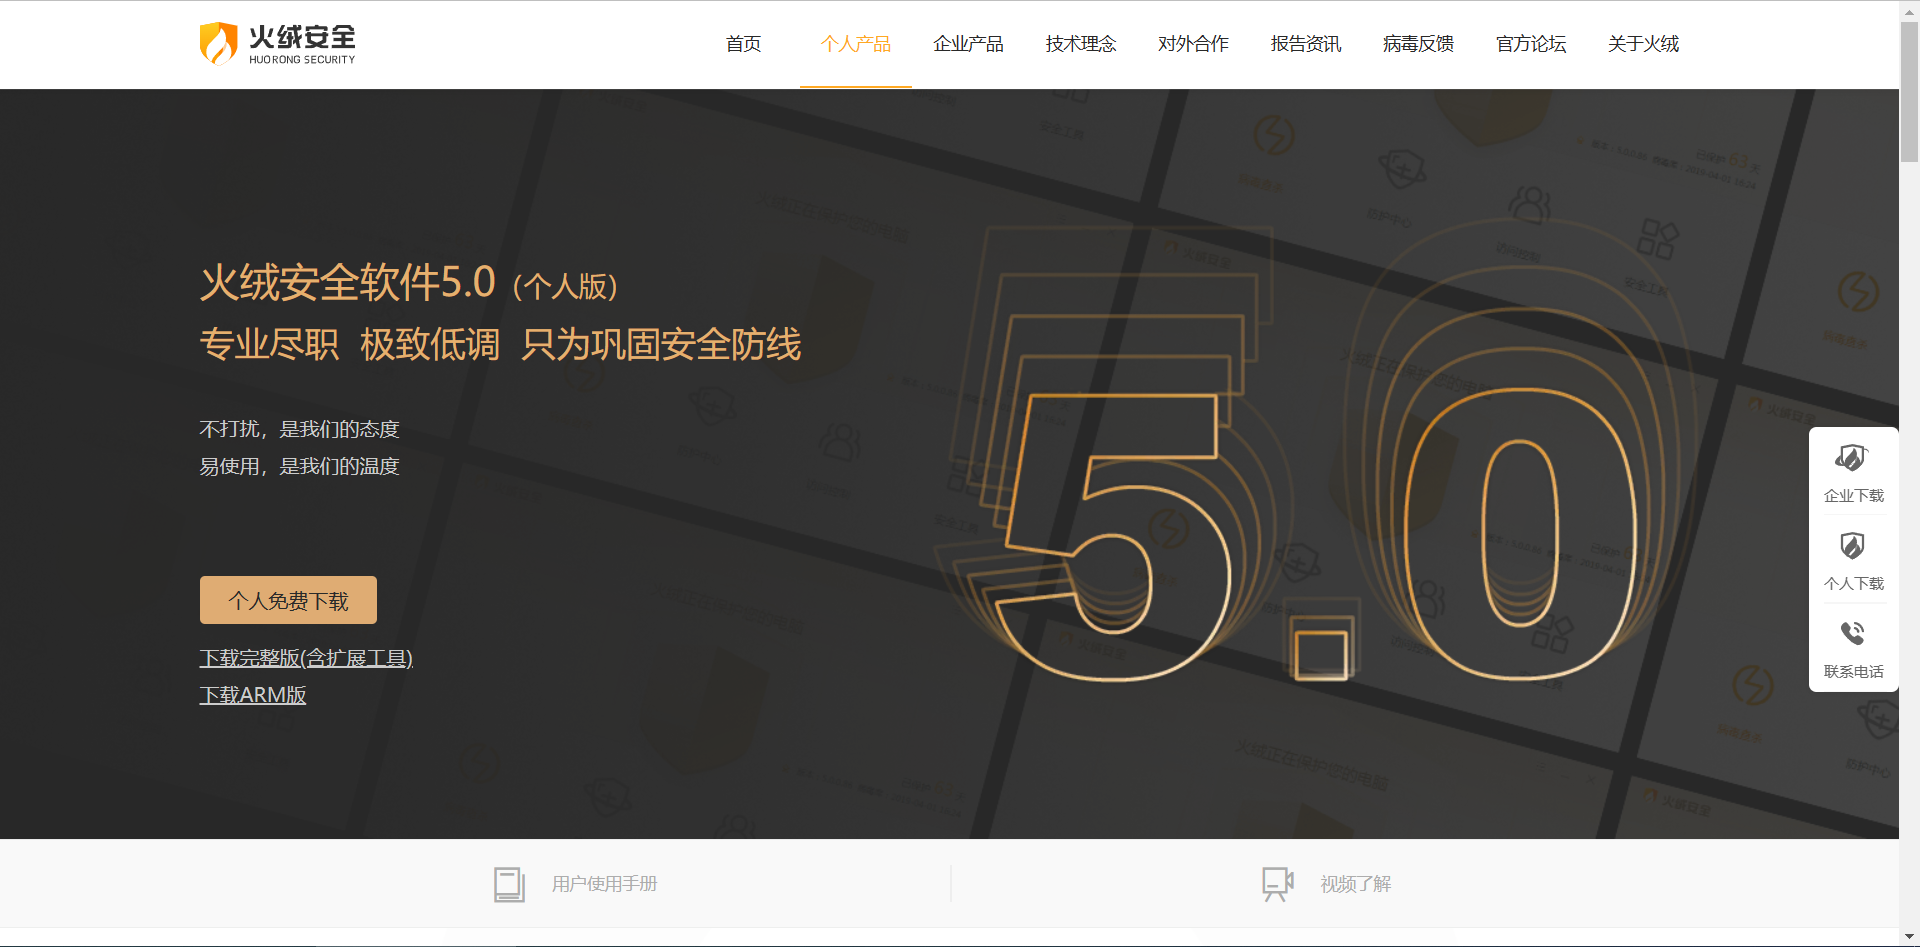 火绒安全
HUORONG SECURITY
首页
个人产品
企业产品
技术理念
对外合作
报告资讯
病毒反馈
官方论坛
关于火绒
火绒安全软件5.0（个人版）
专业尽职 极致低调 只为巩固安全防线
不打扰，是我们的态度
易使用，是我们的温度
个人免费下载
下载完整版(含扩展工具)
下载ARM版
5.0
企业下载
个人下载
联系电话
用户使用手册
视频了解